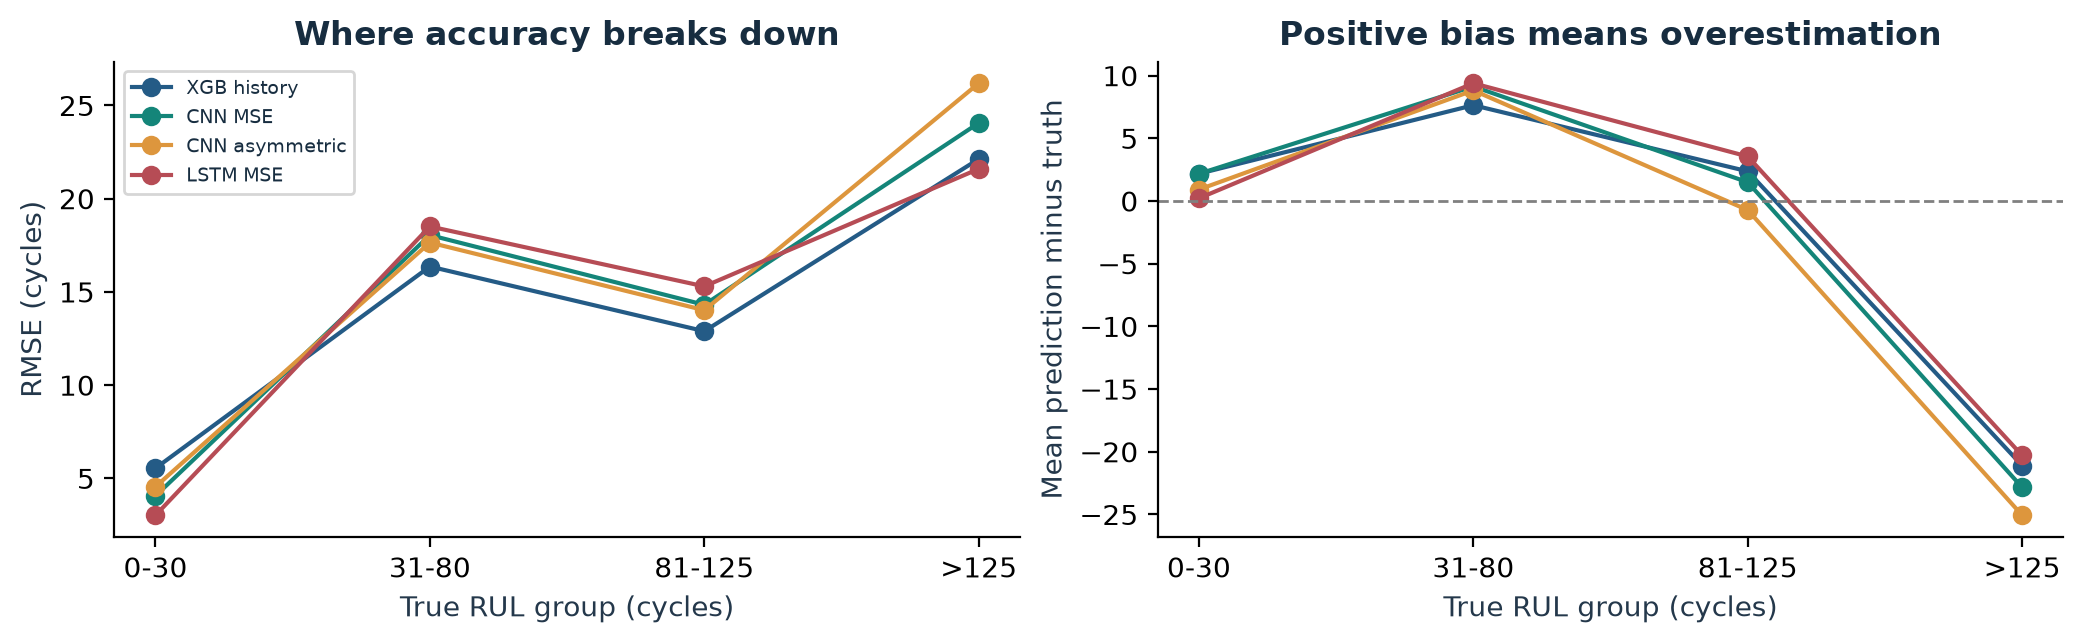 Where accuracy breaks down
RMSE (cycles)
25
20
15
10
5
XGB history
CNN MSE
CNN asymmetric
LSTM MSE
0-30
31-80
81-125
>125
True RUL group (cycles)
Positive bias means overestimation
Mean prediction minus truth
10
5
0
−5
−10
−15
−20
−25
0-30
31-80
81-125
>125
True RUL group (cycles)